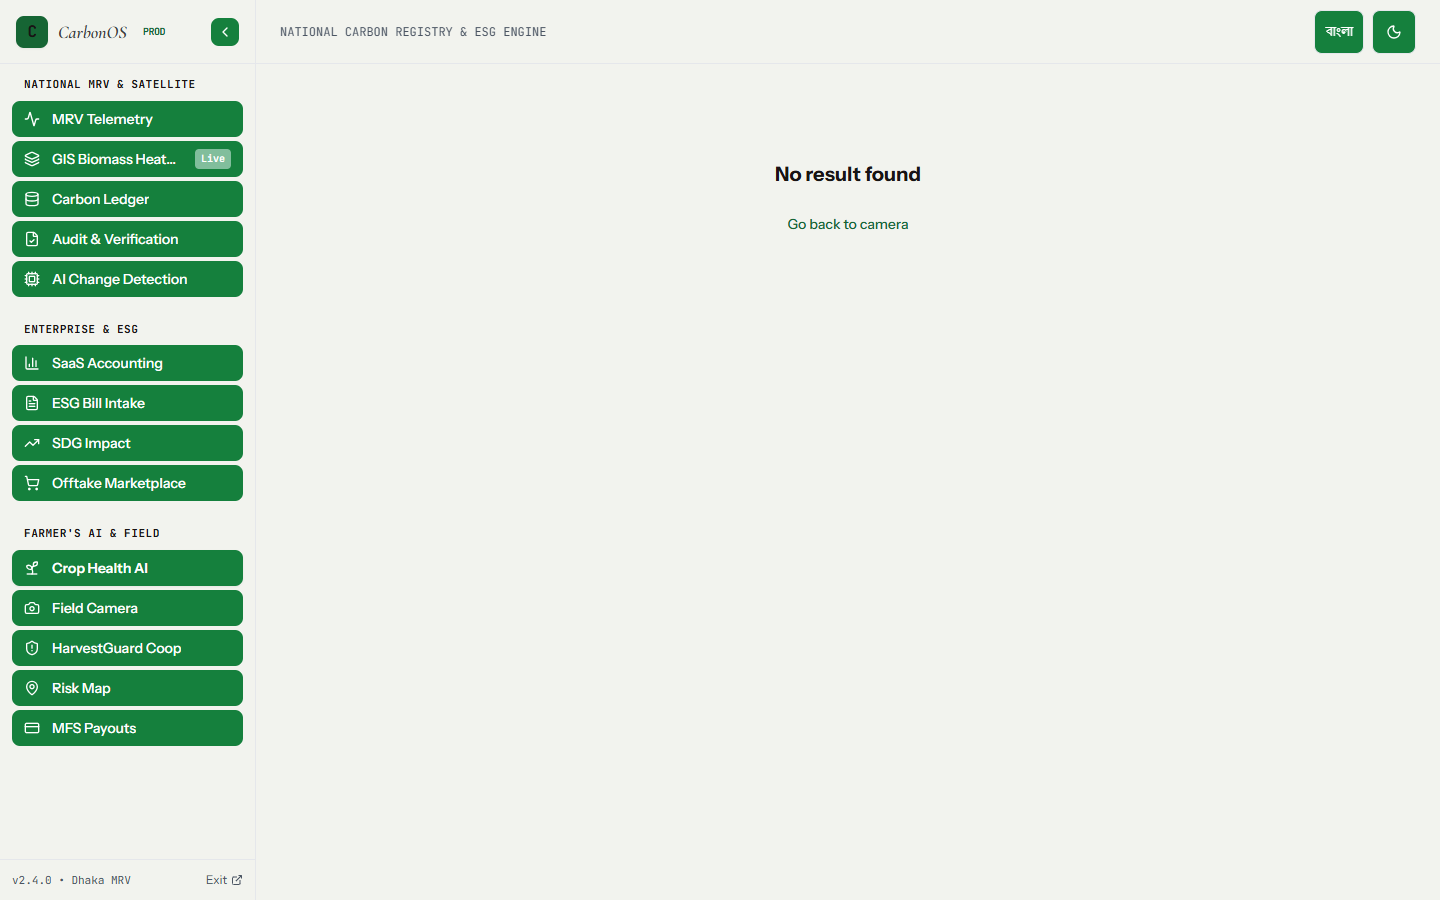 C CarbonOS PROD
NATIONAL CARBON REGISTRY & ESG ENGINE
বাংলা
NATIONAL MRV & SATELLITE
MRV Telemetry
GIS Biomass Heat... Live
Carbon Ledger
Audit & Verification
AI Change Detection
ENTERPRISE & ESG
SaaS Accounting
ESG Bill Intake
SDG Impact
Offtake Marketplace
FARMER'S AI & FIELD
Crop Health AI
Field Camera
HarvestGuard Coop
Risk Map
MFS Payouts
v2.4.0 • Dhaka MRV
Exit
No result found
Go back to camera